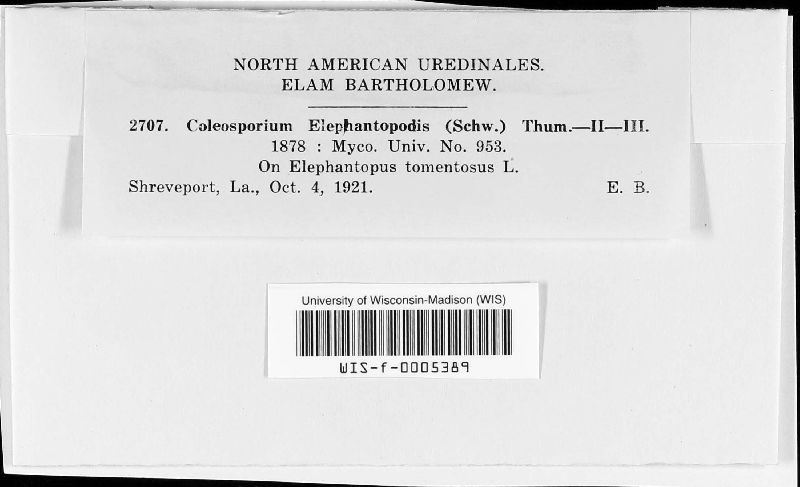 NORTH AMERICAN UREDINALES.
ELAM BARTHOLOMEW.
2707. Coleosporium Elephantopodis (Schw.) Thum.—II—III.
1878 : Myco. Univ. No. 953.
On Elephantopus tomentosus L.
Shreveport, La., Oct. 4, 1921. E. B.
University of Wisconsin-Madison (WIS)
WIS-f-0005389